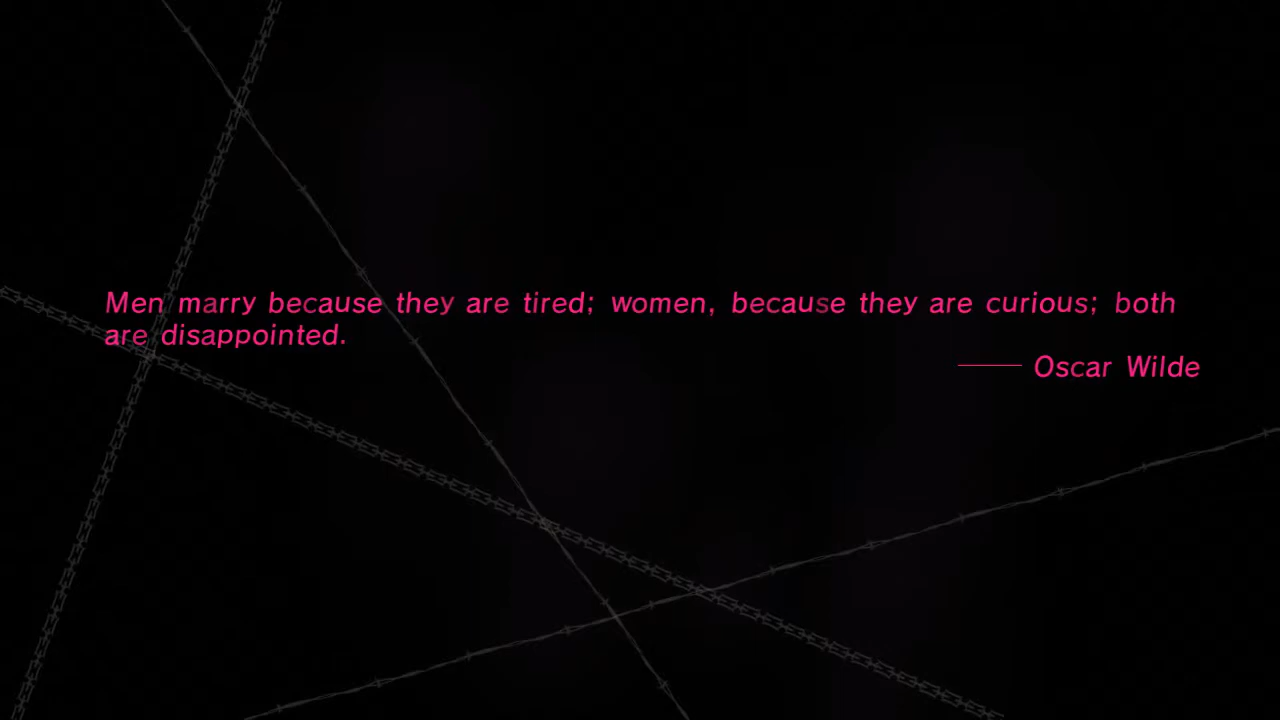 Men marry because they are tired; women, because they are curious; both
are disappointed.
—— Oscar Wilde